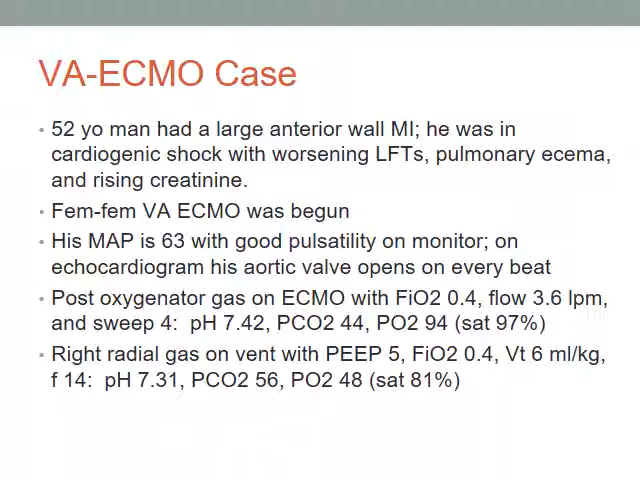 VA-ECMO Case
• 52 yo man had a large anterior wall MI; he was in
cardiogenic shock with worsening LFTs, pulmonary ecema,
and rising creatinine.
• Fem-fem VA ECMO was begun
• His MAP is 63 with good pulsatility on monitor; on
echocardiogram his aortic valve opens on every beat
• Post oxygenator gas on ECMO with FiO2 0.4, flow 3.6 lpm,
and sweep 4:  pH 7.42, PCO2 44, PO2 94 (sat 97%)
• Right radial gas on vent with PEEP 5, FiO2 0.4, Vt 6 ml/kg,
f 14:  pH 7.31, PCO2 56, PO2 48 (sat 81%)